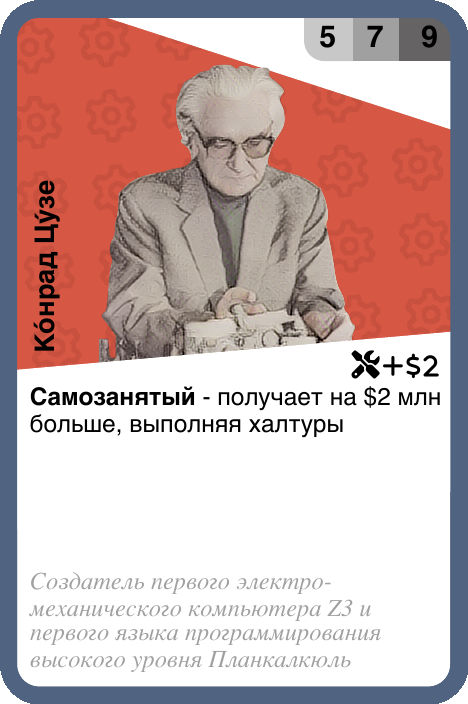 5 7 9
Ко́нрад Цу́зе
+$2
Самозанятый - получает на $2 млн
больше, выполняя халтуры
Создатель первого электро-
механического компьютера Z3 и
первого языка программирования
высокого уровня Планкалкюль